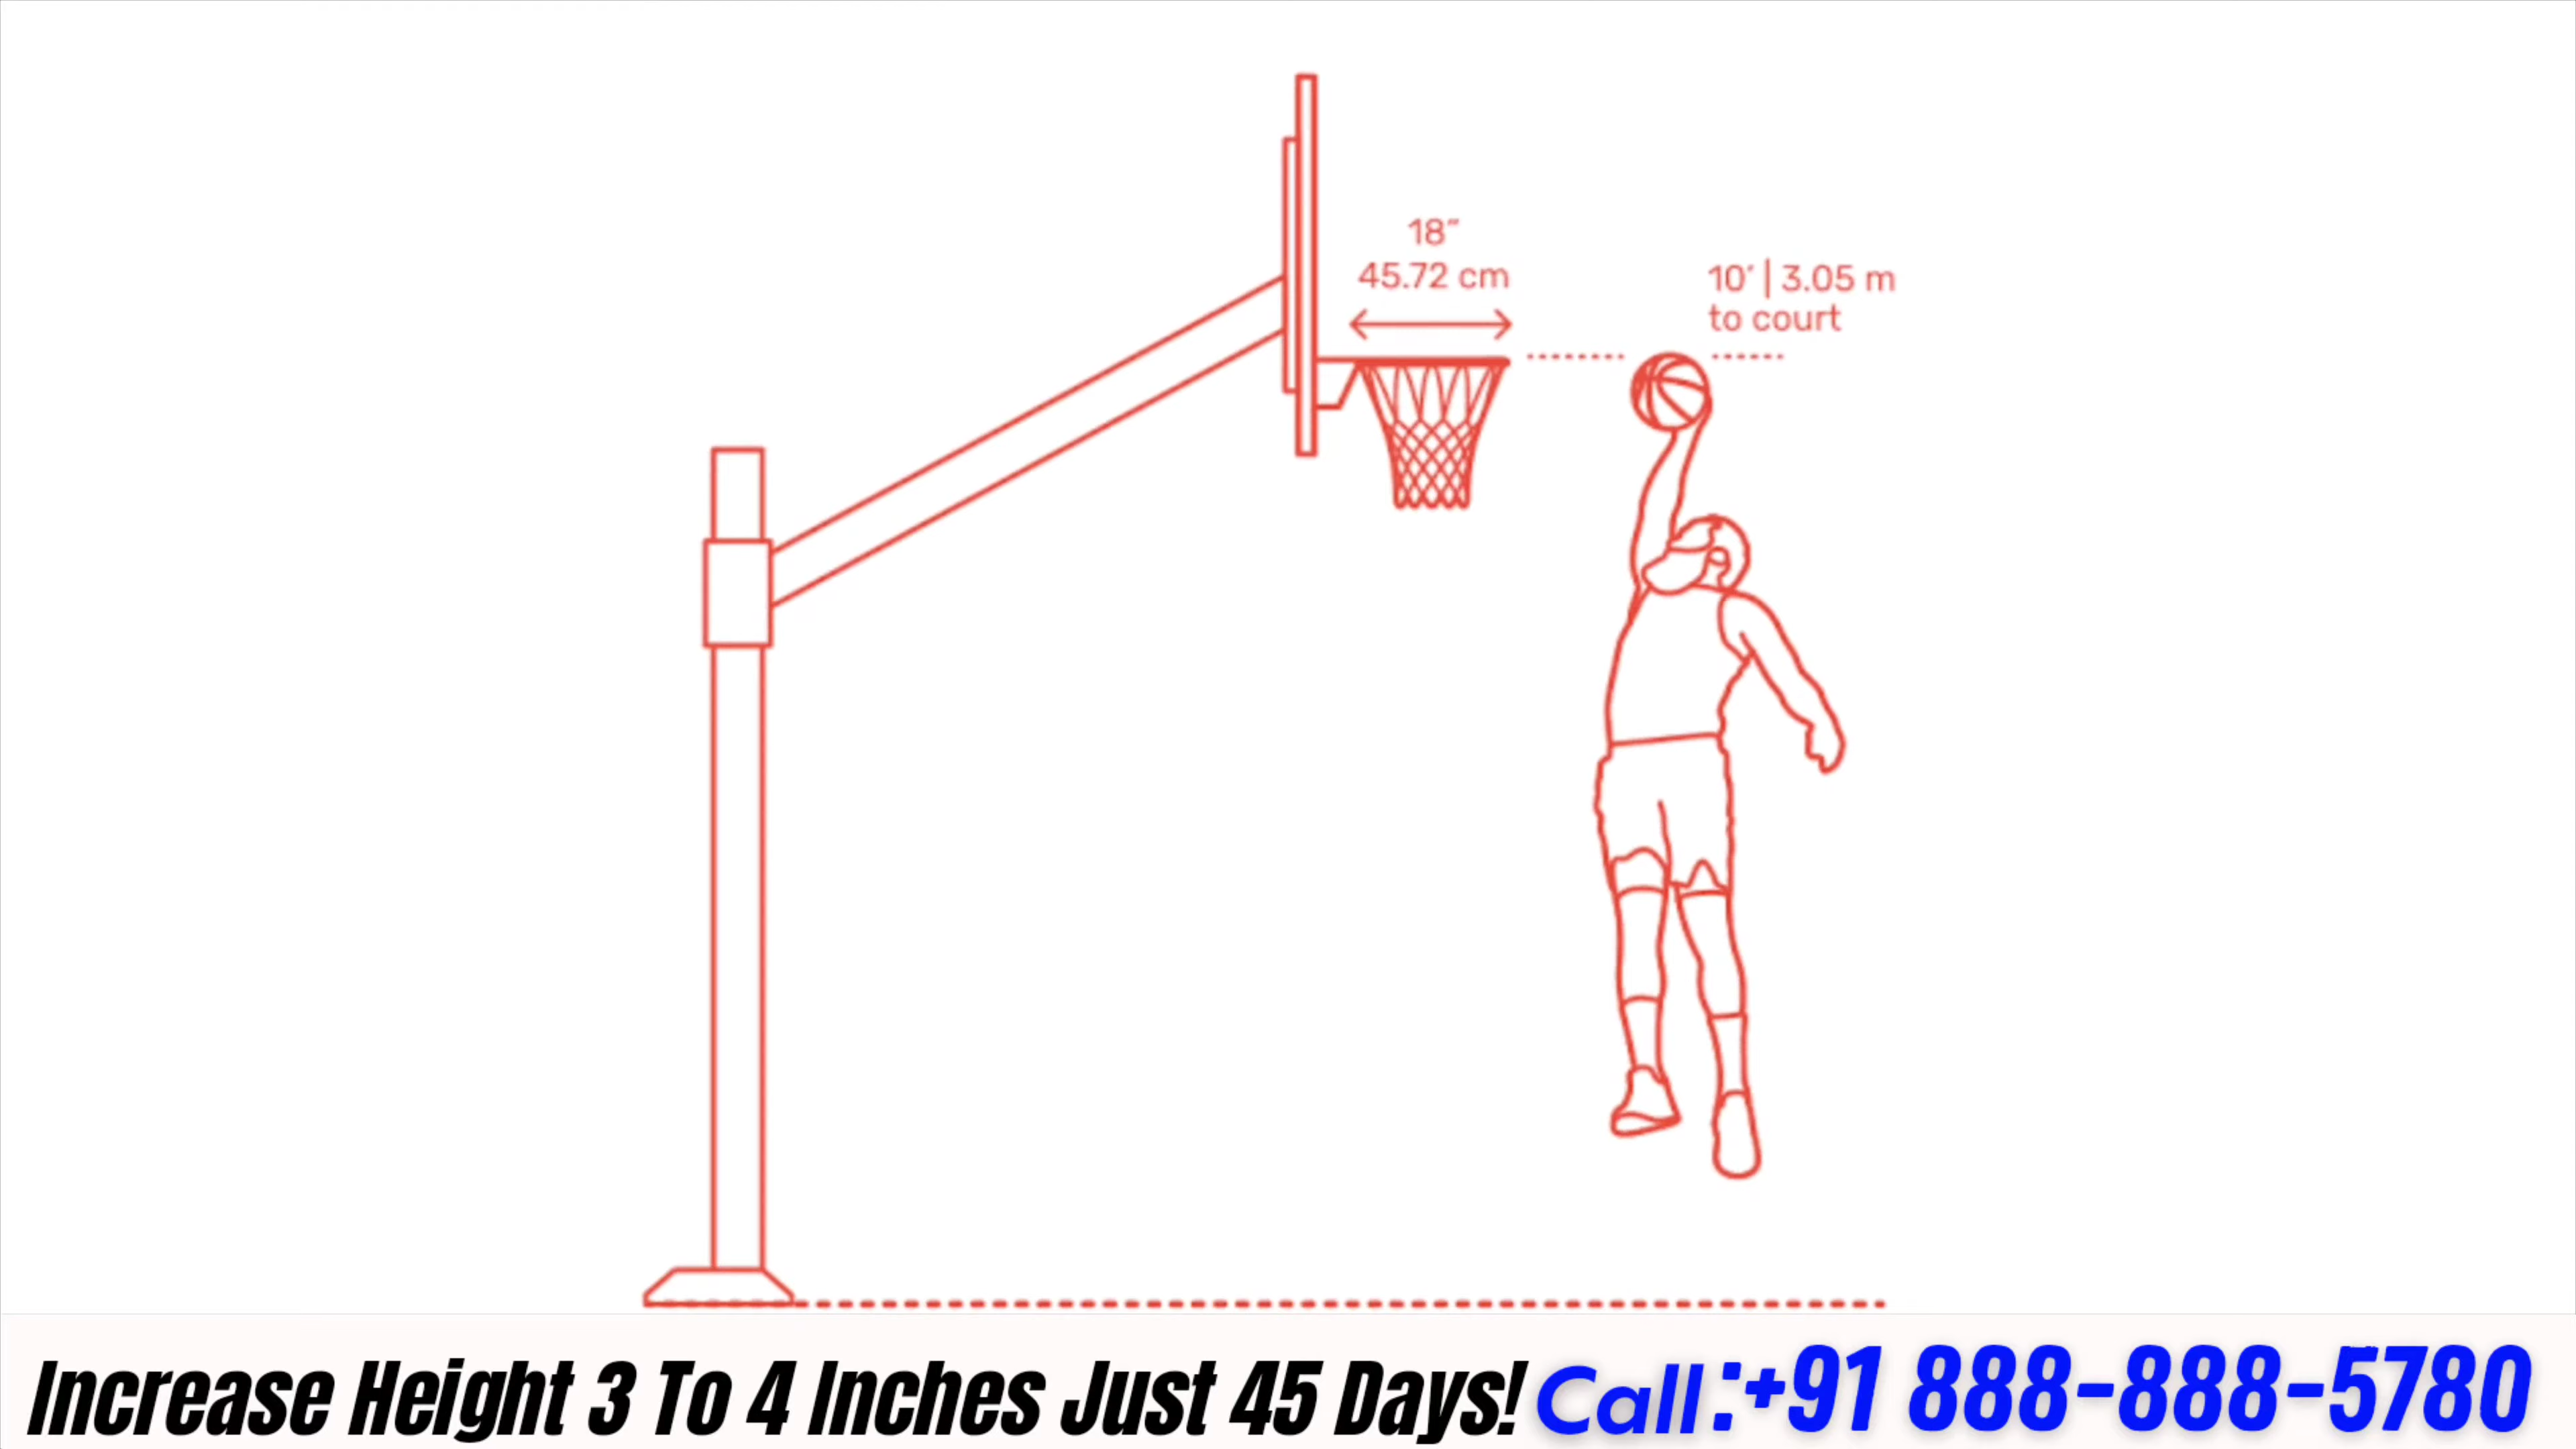 18″
45.72 cm
10′ | 3.05 m
to court
Increase Height 3 To 4 Inches Just 45 Days! Call:+91 888-888-5780